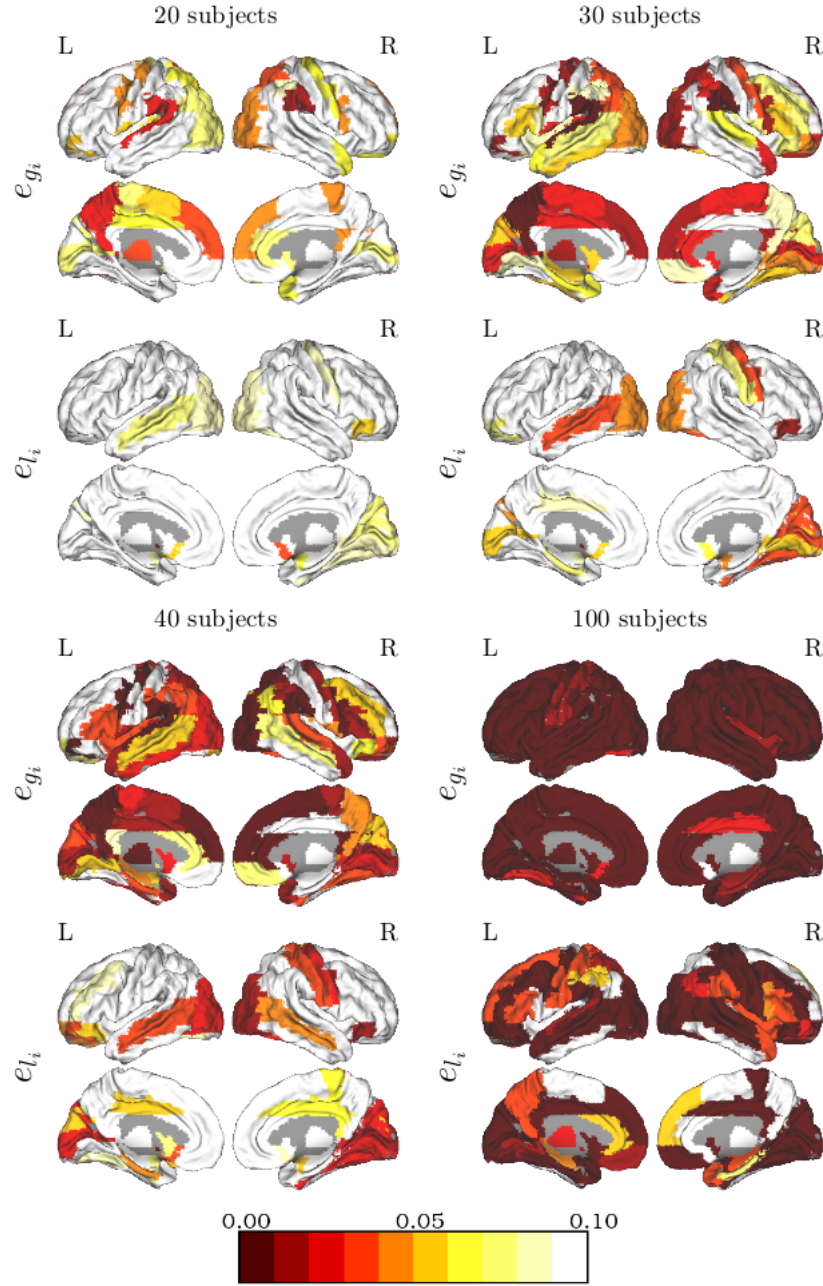 20 subjects
30 subjects
L R
L R
e_{g_i}
e_{g_i}
L R
L R
e_{l_i}
e_{l_i}
40 subjects
100 subjects
L R
L R
e_{g_i}
e_{g_i}
L R
L R
e_{l_i}
e_{l_i}
0.00 0.05 0.10